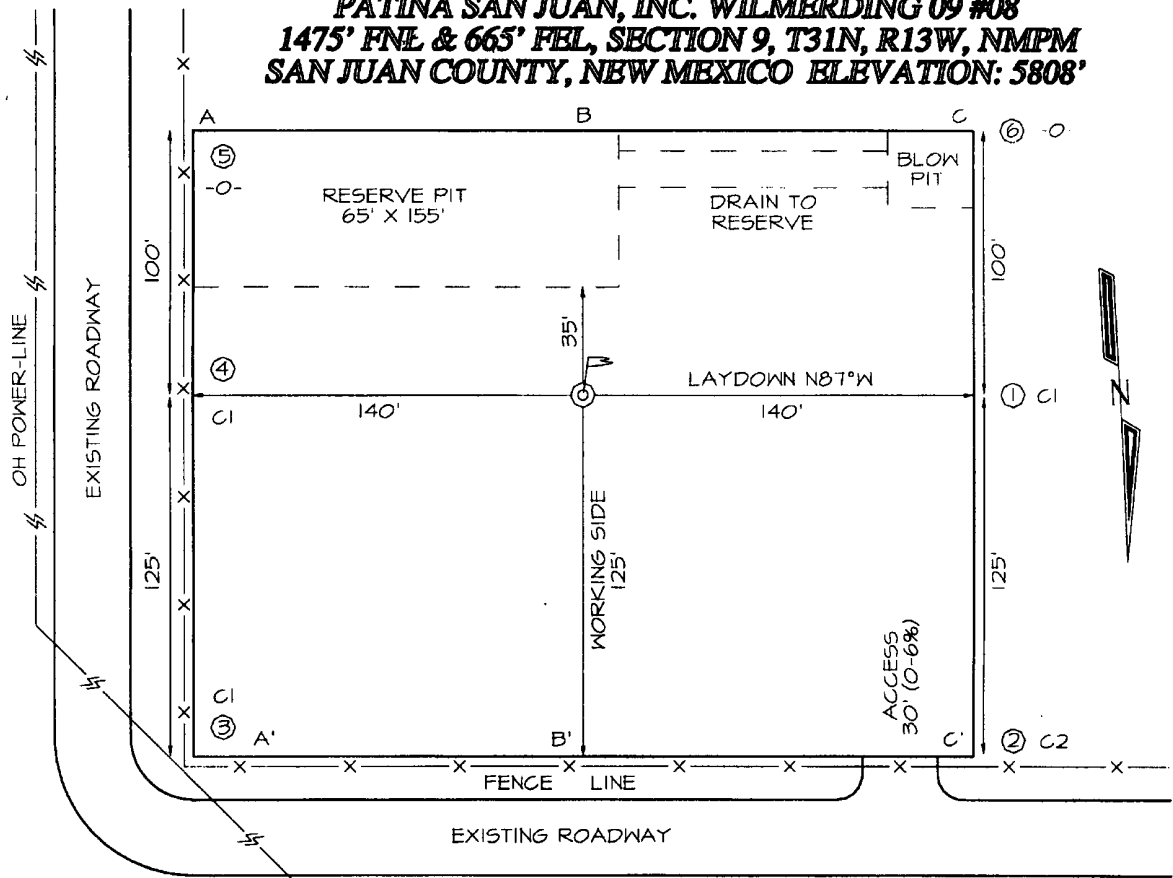 PATINA SAN JUAN, INC. WILMERDING 09 #08
1475' FNL & 665' FEL, SECTION 9, T31N, R13W, NMPM
SAN JUAN COUNTY, NEW MEXICO ELEVATION: 5808'
A
B
C
5
-0-
6 -0-
RESERVE PIT
65' X 155'
DRAIN TO
RESERVE
BLOW
PIT
100'
100'
OH POWER-LINE
EXISTING ROADWAY
35'
4
C1
140'
LAYDOWN N87°W
140'
1 C1
N
125'
WORKING SIDE
125'
125'
ACCESS
30' (0-6%)
C1
3
A'
B'
C'
2 C2
FENCE LINE
EXISTING ROADWAY